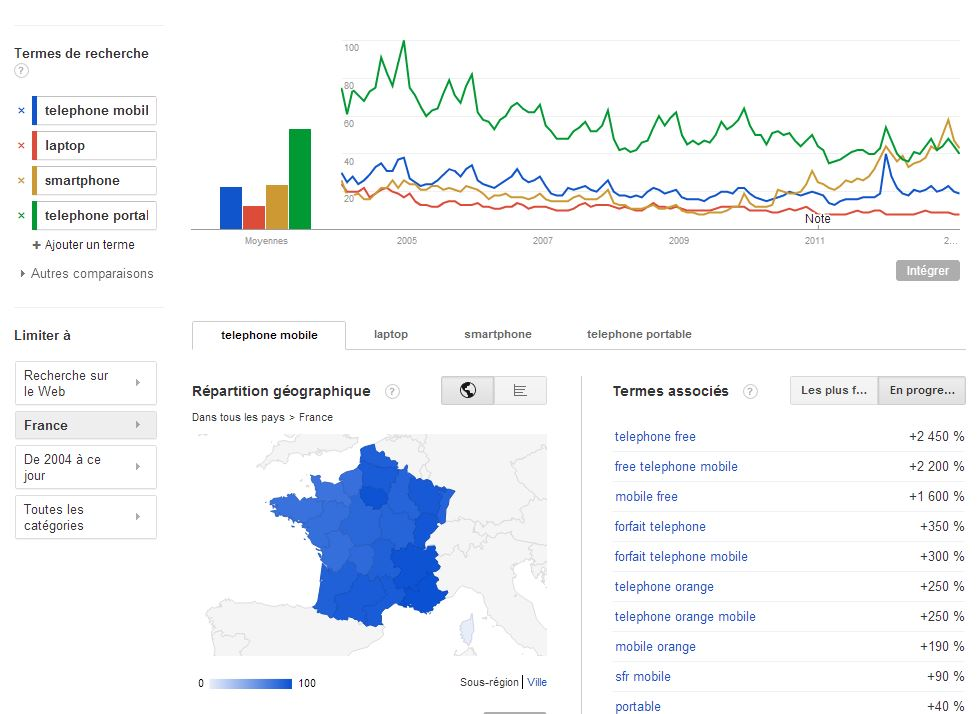 Termes de recherche
?
× telephone mobil
× laptop
× smartphone
× telephone portal
+ Ajouter un terme
Autres comparaisons
100
80
60
40
20
Note
Moyennes
2005
2007
2009
2011
2...
Intégrer
Limiter à
Recherche sur
le Web
France
De 2004 à ce
jour
Toutes les
catégories
telephone mobile
laptop
smartphone
telephone portable
Répartition géographique ?
Dans tous les pays > France
0
100
Sous-région | Ville
Termes associés ?
Les plus f...
En progre...
telephone free +2 450 %
free telephone mobile +2 200 %
mobile free +1 600 %
forfait telephone +350 %
forfait telephone mobile +300 %
telephone orange +250 %
telephone orange mobile +250 %
mobile orange +190 %
sfr mobile +90 %
portable +40 %